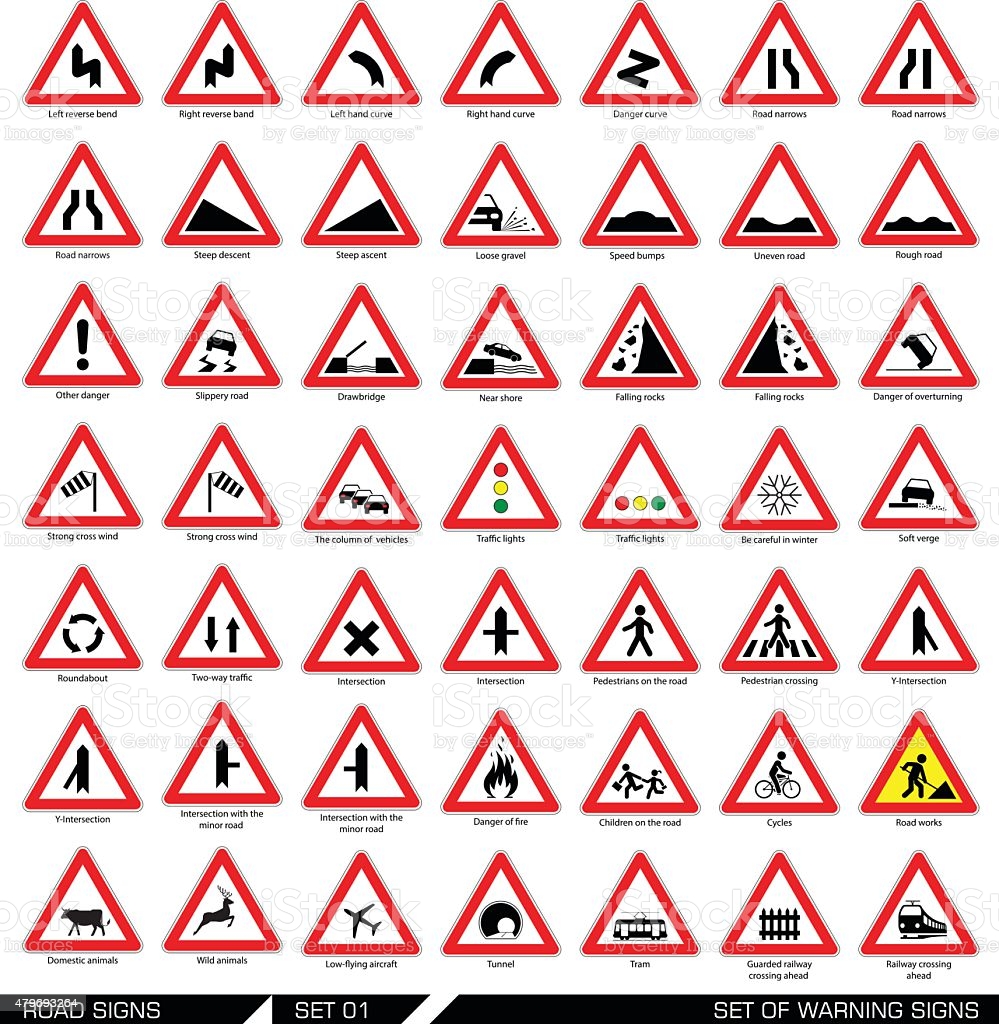 Left reverse bend Right reverse band Left hand curve Right hand curve Danger curve Road narrows Road narrows
Road narrows Steep descent Steep ascent Loose gravel Speed bumps Uneven road Rough road
Other danger Slippery road Drawbridge Near shore Falling rocks Falling rocks Danger of overturning
Strong cross wind Strong cross wind The column of vehicles Traffic lights Traffic lights Be careful in winter Soft verge
Roundabout Two-way traffic Intersection Intersection Pedestrians on the road Pedestrian crossing Y-Intersection
Y-Intersection
Intersection with the
minor road
Intersection with the
minor road
Danger of fire Children on the road Cycles Road works
Domestic animals Wild animals Low-flying aircraft Tunnel Tram
Guarded railway
crossing ahead
Railway crossing
ahead
iStock
by Getty Images™
479693264
ROAD SIGNS SET 01 SET OF WARNING SIGNS